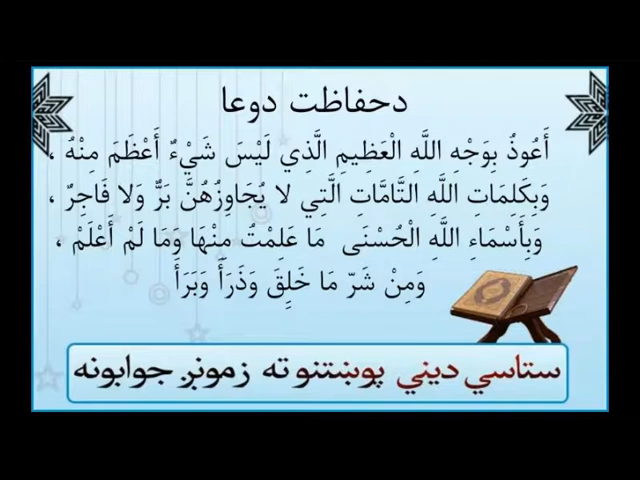 دحفاظت دوعا
أَعُوذُ بِوَجْهِ اللَّهِ الْعَظِيمِ الَّذِي لَيْسَ شَيْءٌ أَعْظَمَ مِنْهُ ،
وَبِكَلِمَاتِ اللَّهِ التَّامَّاتِ الَّتِي لا يُجَاوِزُهُنَّ بَرٌّ وَلا فَاجِرٌ ،
وَبِأَسْمَاءِ اللَّهِ الْحُسْنَى مَا عَلِمْتُ مِنْهَا وَمَا لَمْ أَعْلَمْ ،
وَمِنْ شَرِّ مَا خَلِقَ وَذَرَأَ وَبَرَأَ
ستاسي ديني پوښتنو ته زمونږ جوابونه